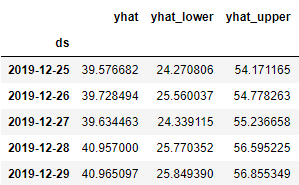 yhat yhat_lower yhat_upper
ds
2019-12-25 39.576682 24.270806 54.171165
2019-12-26 39.728494 25.560037 54.778263
2019-12-27 39.634463 24.339115 55.236658
2019-12-28 40.957000 25.770352 56.595225
2019-12-29 40.965097 25.849390 56.855349